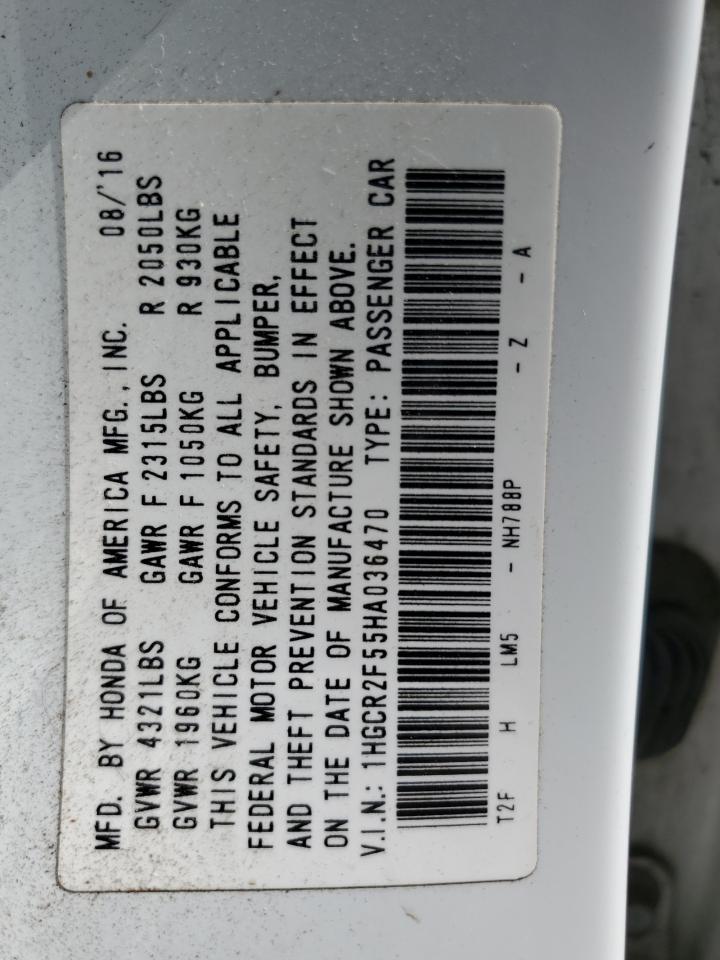 MFD. BY HONDA OF AMERICA MFG., INC. 08/'16
GVWR 4321LBS GAWR F 2315LBS R 2050LBS
GVWR 1960KG GAWR F 1050KG R 930KG
THIS VEHICLE CONFORMS TO ALL APPLICABLE
FEDERAL MOTOR VEHICLE SAFETY, BUMPER,
AND THEFT PREVENTION STANDARDS IN EFFECT
ON THE DATE OF MANUFACTURE SHOWN ABOVE.
V.I.N.: 1HGCR2F55HA036470 TYPE: PASSENGER CAR
T2F H LM5 - NH788P - Z - A